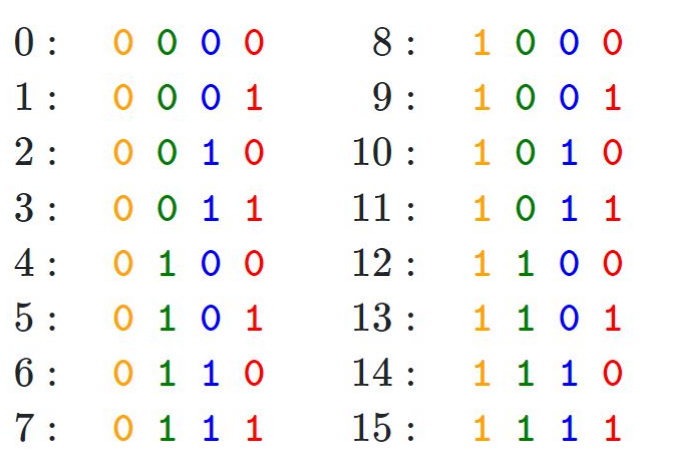 0 : 0 0 0 0 8 : 1 0 0 0
1 : 0 0 0 1 9 : 1 0 0 1
2 : 0 0 1 0 10 : 1 0 1 0
3 : 0 0 1 1 11 : 1 0 1 1
4 : 0 1 0 0 12 : 1 1 0 0
5 : 0 1 0 1 13 : 1 1 0 1
6 : 0 1 1 0 14 : 1 1 1 0
7 : 0 1 1 1 15 : 1 1 1 1